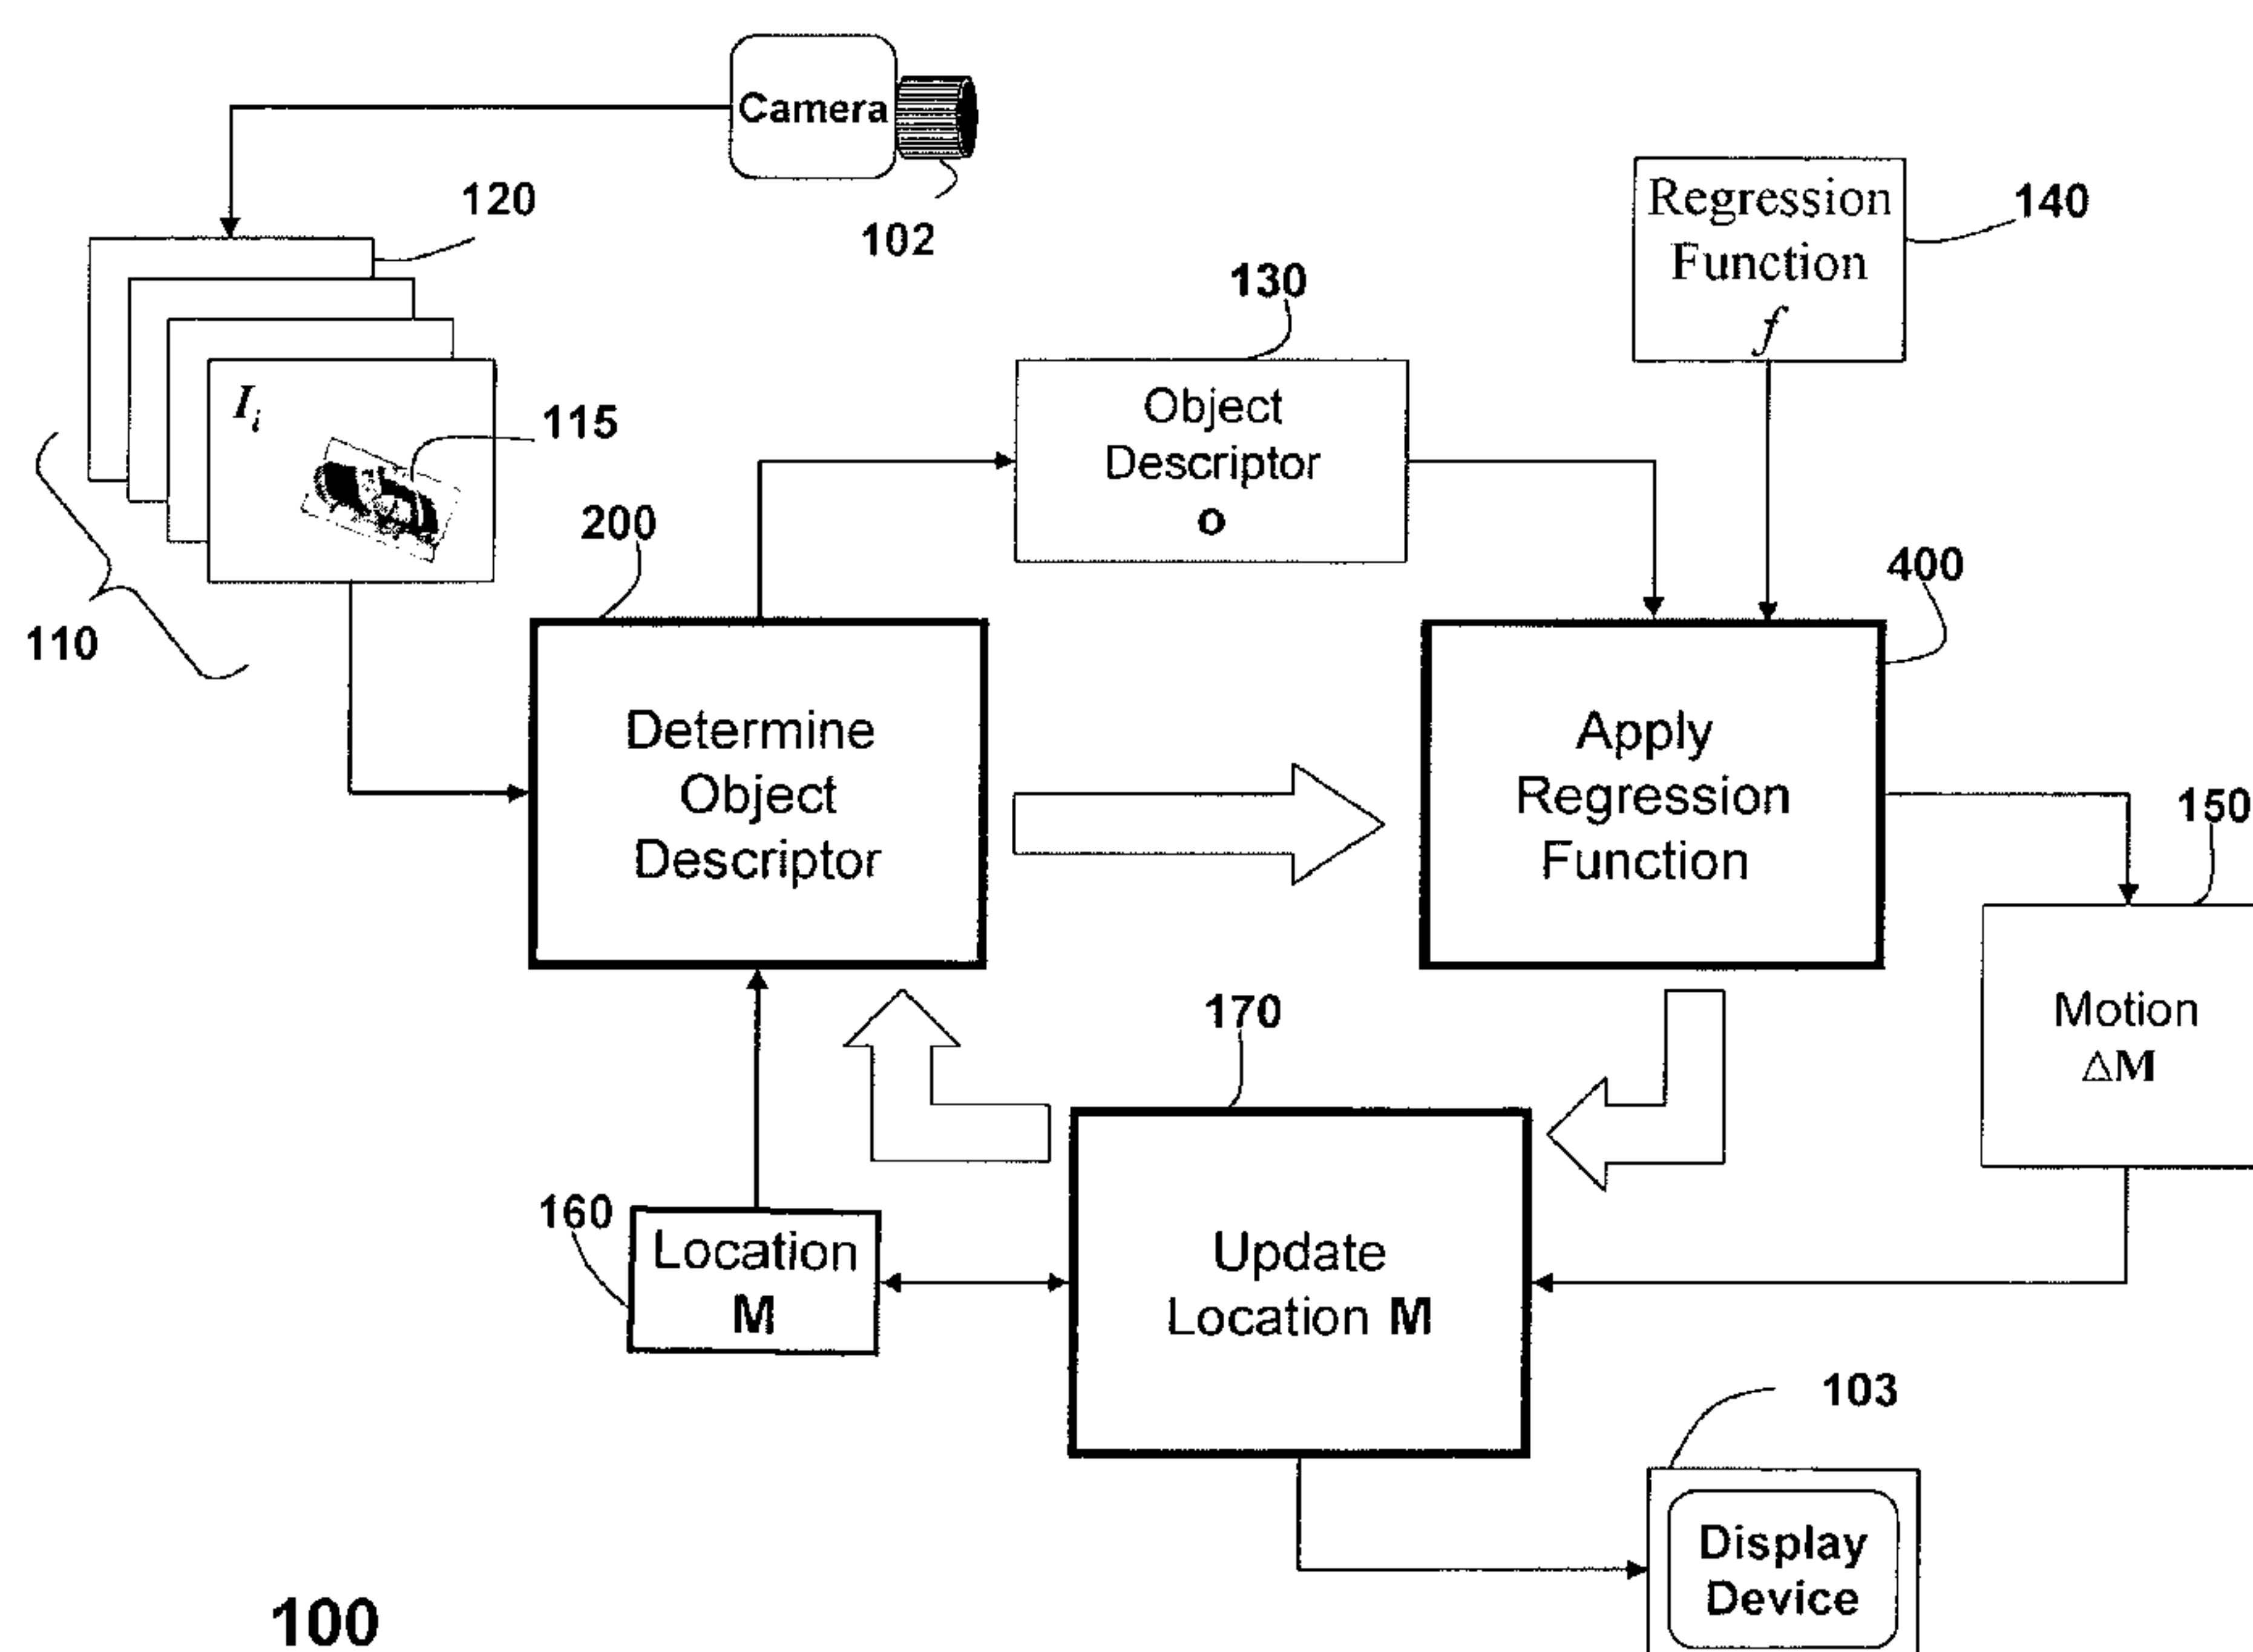 Camera
102
120
110
I_i
115
Regression
Function
f
140
130
Object
Descriptor
o
200
Determine
Object
Descriptor
400
Apply
Regression
Function
150
Motion
ΔM
170
Update
Location M
160
Location
M
103
Display
Device
100